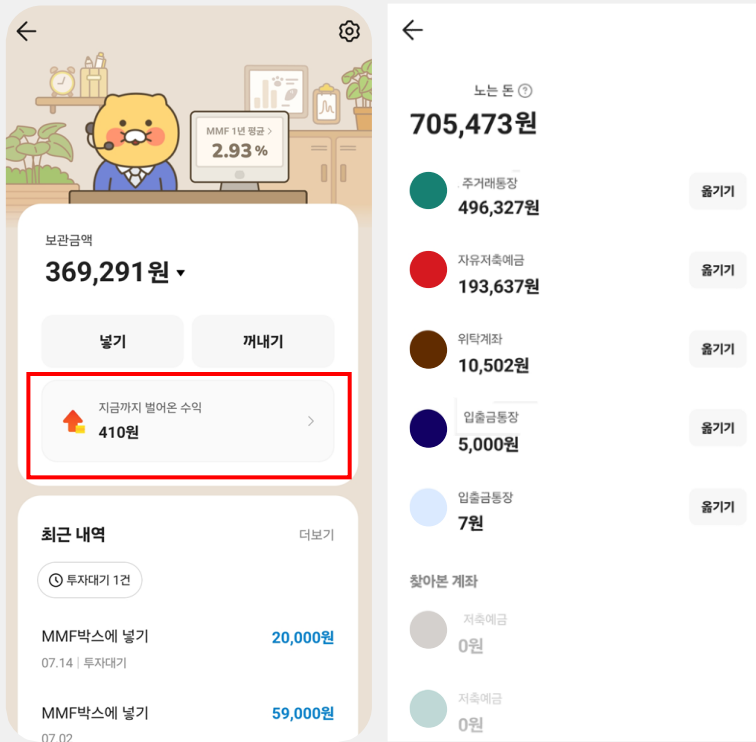 MMF 1년 평균 >
2.93 %
보관금액
369,291원
넣기
꺼내기
지금까지 벌어온 수익
410원
최근 내역
더보기
투자대기 1건
MMF박스에 넣기
20,000원
07.14 | 투자대기
MMF박스에 넣기
59,000원
07.02
노는 돈 ?
705,473원
주거래통장
496,327원
옮기기
자유저축예금
193,637원
옮기기
위탁계좌
10,502원
옮기기
입출금통장
5,000원
옮기기
입출금통장
7원
옮기기
찾아본 계좌
저축예금
0원
저축예금
0원